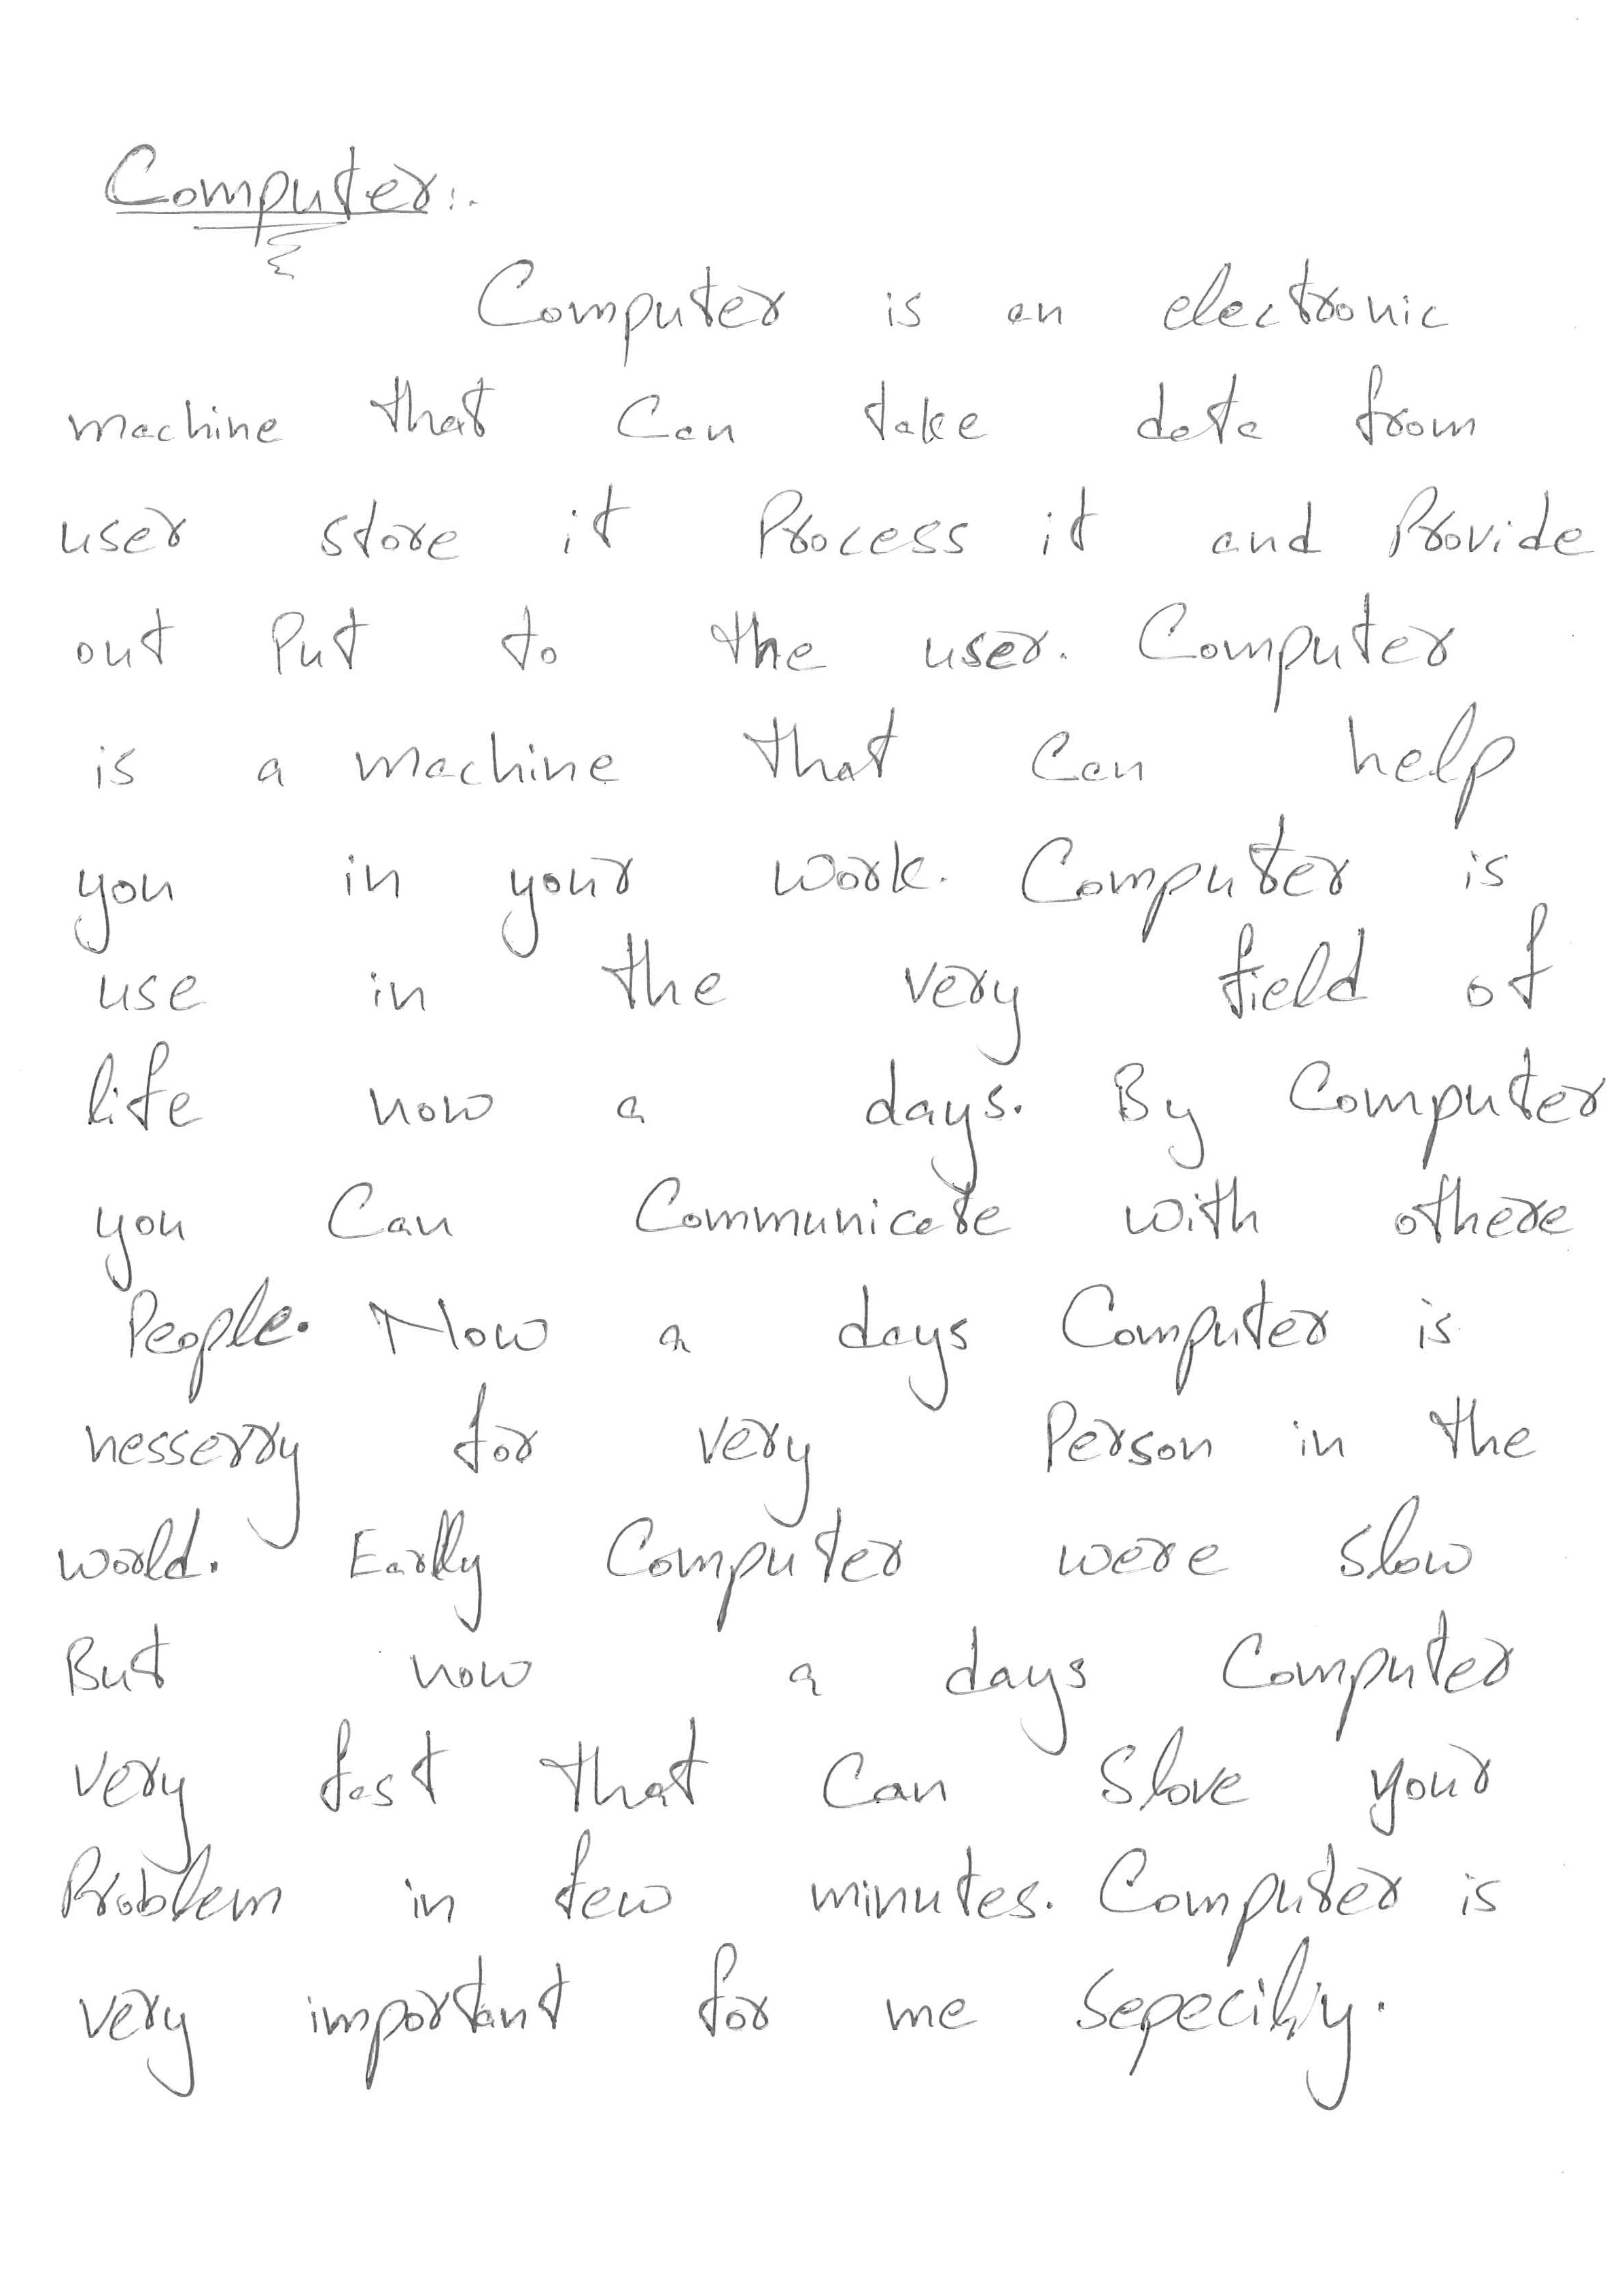 Computer:-
Computer is an electronic
machine that Can take data from
user store it Process it and Provide
out Put to the user. Computer
is a machine that Can help
you in your work. Computer is
use in the very field of
life now a days. By Computer
you Can Communicate with othere
People. Now a days Computer is
nesserry for very Person in the
world. Early Computer were slow
But now a days Computer
very fast that Can Slove your
Problem in few minutes. Computer is
very important for me sepeciliy.